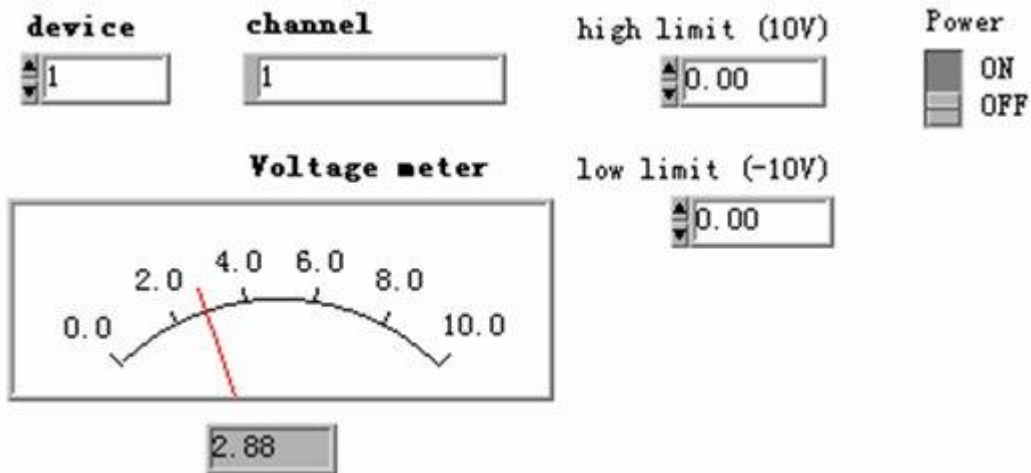 device
channel
high limit (10V)
Power
1
1
0.00
ON
OFF
Voltage meter
low limit (-10V)
0.00
0.0
2.0
4.0
6.0
8.0
10.0
2.88